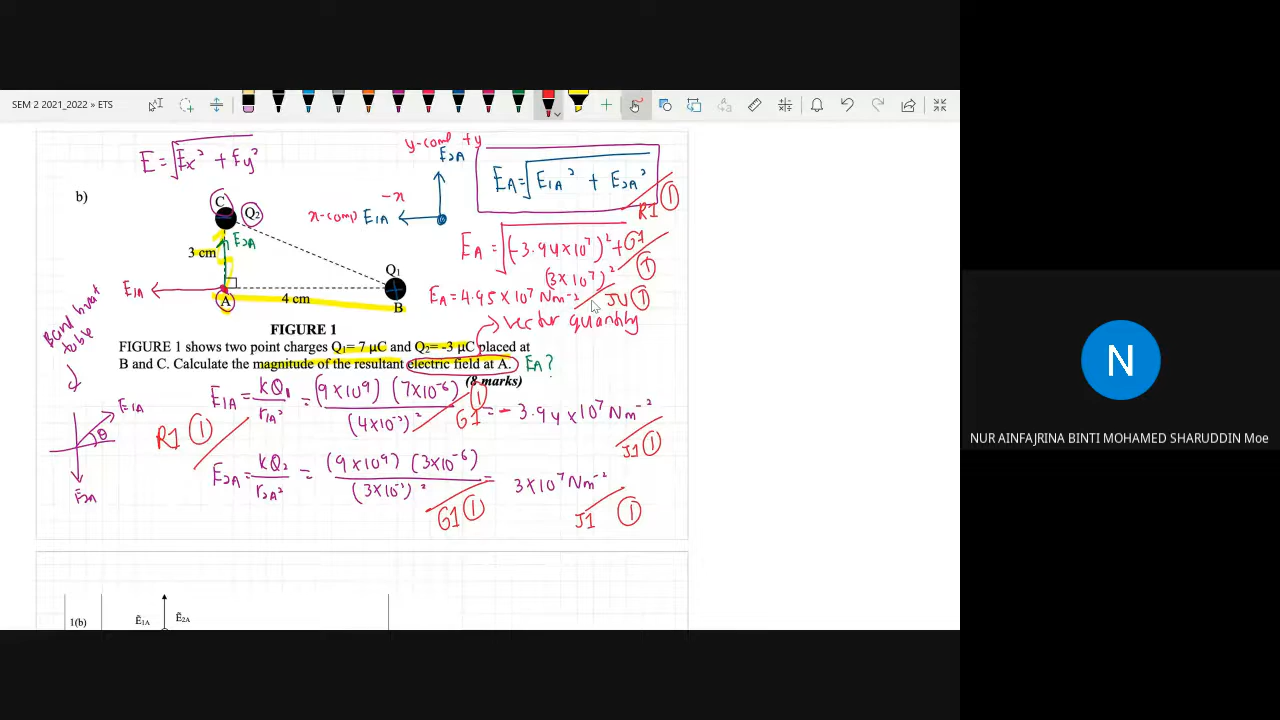 SEM 2 2021_2022 » ETS
E = √Ex² + Ey²
y-comp +y
E2A
EA = √E1A² + E2A²
R1 ①
b)
C
Q2
-x
x-comp E1A
E2A
3 cm
EA = √(-3.94×10⁷)² + G1
(3×10⁷)² ①
Q1
E1A
A
4 cm
B
EA = 4.95×10⁷ Nm⁻² JU ①
vector quantity
FIGURE 1
FIGURE 1 shows two point charges Q1= 7 μC and Q2= -3 μC placed at
B and C. Calculate the magnitude of the resultant electric field at A. EA?
(8 marks)
E1A = kQ1 / r1A² = (9×10⁹) (7×10⁻⁶) / (4×10⁻²)² G1 ① = - 3.94×10⁷ Nm⁻²
J1 ①
R1 ①
E1A
θ
E2A
E2A = kQ2 / r2A² = (9×10⁹) (3×10⁻⁶) / (3×10⁻²)² = 3×10⁷ Nm⁻²
G1 ①
J1 ①
1(b)
Ē1A
Ē2A
N
NUR AINFAJRINA BINTI MOHAMED SHARUDDIN Moe